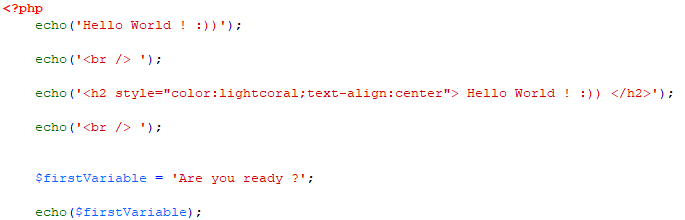 <?php
echo('Hello World ! :))');
echo('<br /> ');
echo('<h2 style="color:lightcoral;text-align:center"> Hello World ! :)) </h2>');
echo('<br /> ');
$firstVariable = 'Are you ready ?';
echo($firstVariable);